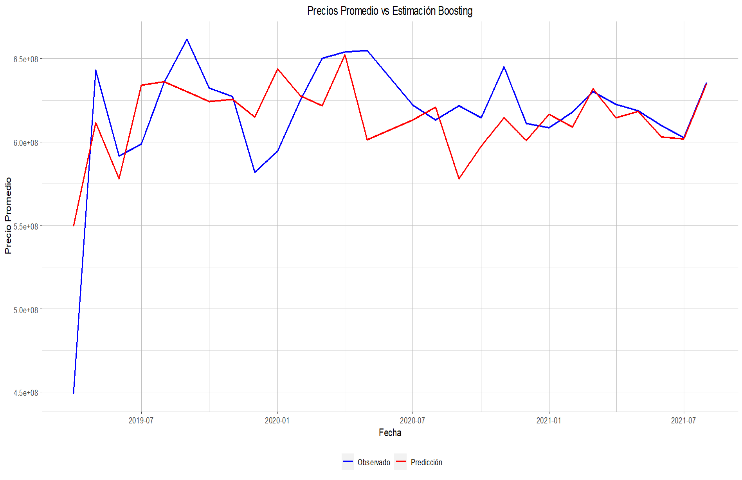 Precios Promedio vs Estimación Boosting
Precio Promedio
6.5e+08
6.0e+08
5.5e+08
5.0e+08
4.5e+08
2019-07 2020-01 2020-07 2021-01 2021-07
Fecha
Observado Predicción